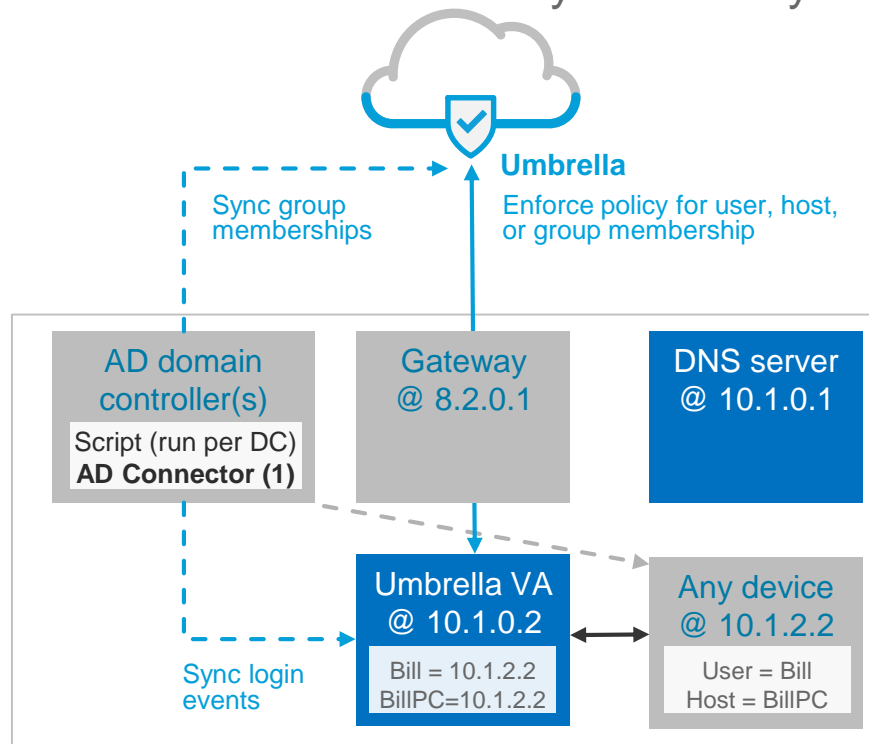 Umbrella
Sync group
memberships
Enforce policy for user, host,
or group membership
AD domain
controller(s)
Script (run per DC)
AD Connector (1)
Gateway
@ 8.2.0.1
DNS server
@ 10.1.0.1
Umbrella VA
@ 10.1.0.2
Bill = 10.1.2.2
BillPC=10.1.2.2
Any device
@ 10.1.2.2
User = Bill
Host = BillPC
Sync login
events